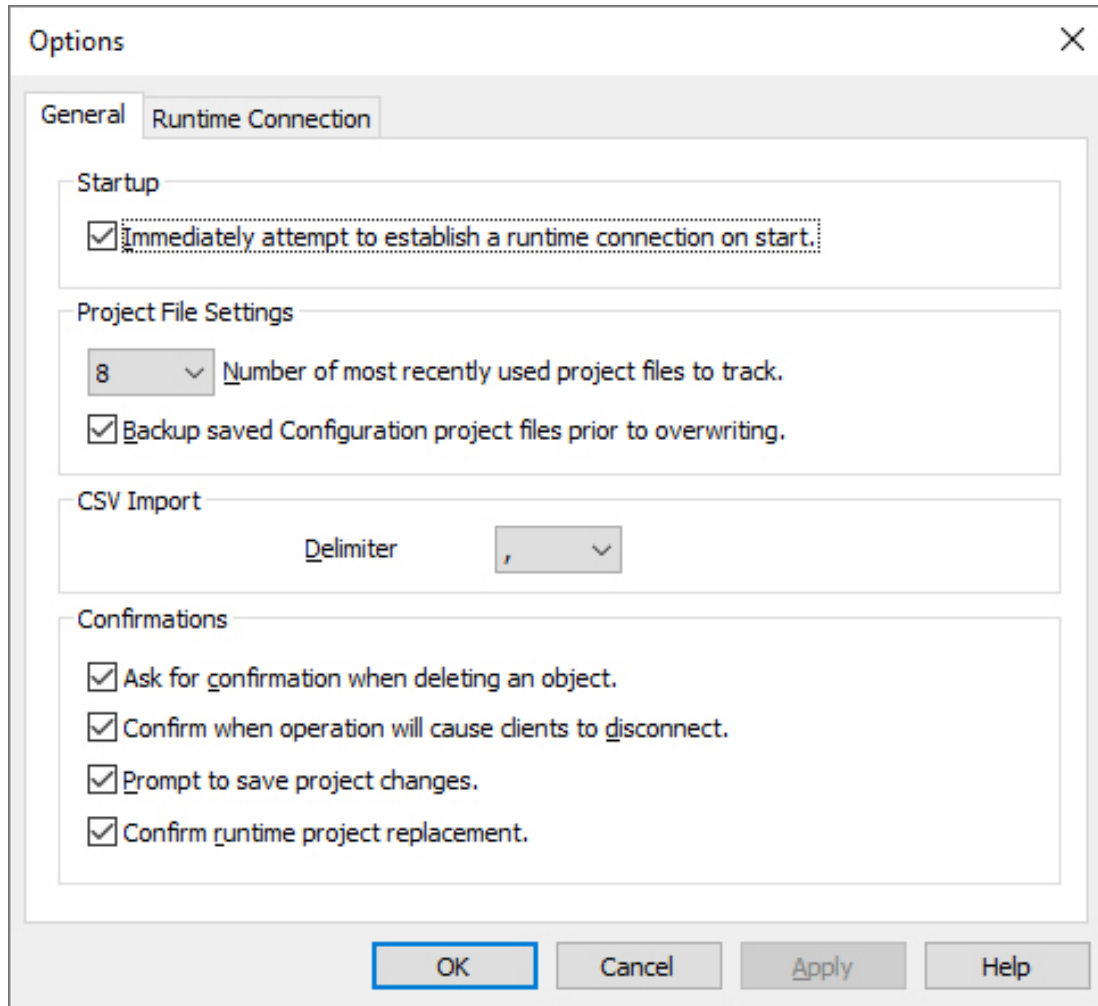 Options
General
Runtime Connection
Startup
Immediately attempt to establish a runtime connection on start.
Project File Settings
8
Number of most recently used project files to track.
Backup saved Configuration project files prior to overwriting.
CSV Import
Delimiter
,
Confirmations
Ask for confirmation when deleting an object.
Confirm when operation will cause clients to disconnect.
Prompt to save project changes.
Confirm runtime project replacement.
OK
Cancel
Apply
Help